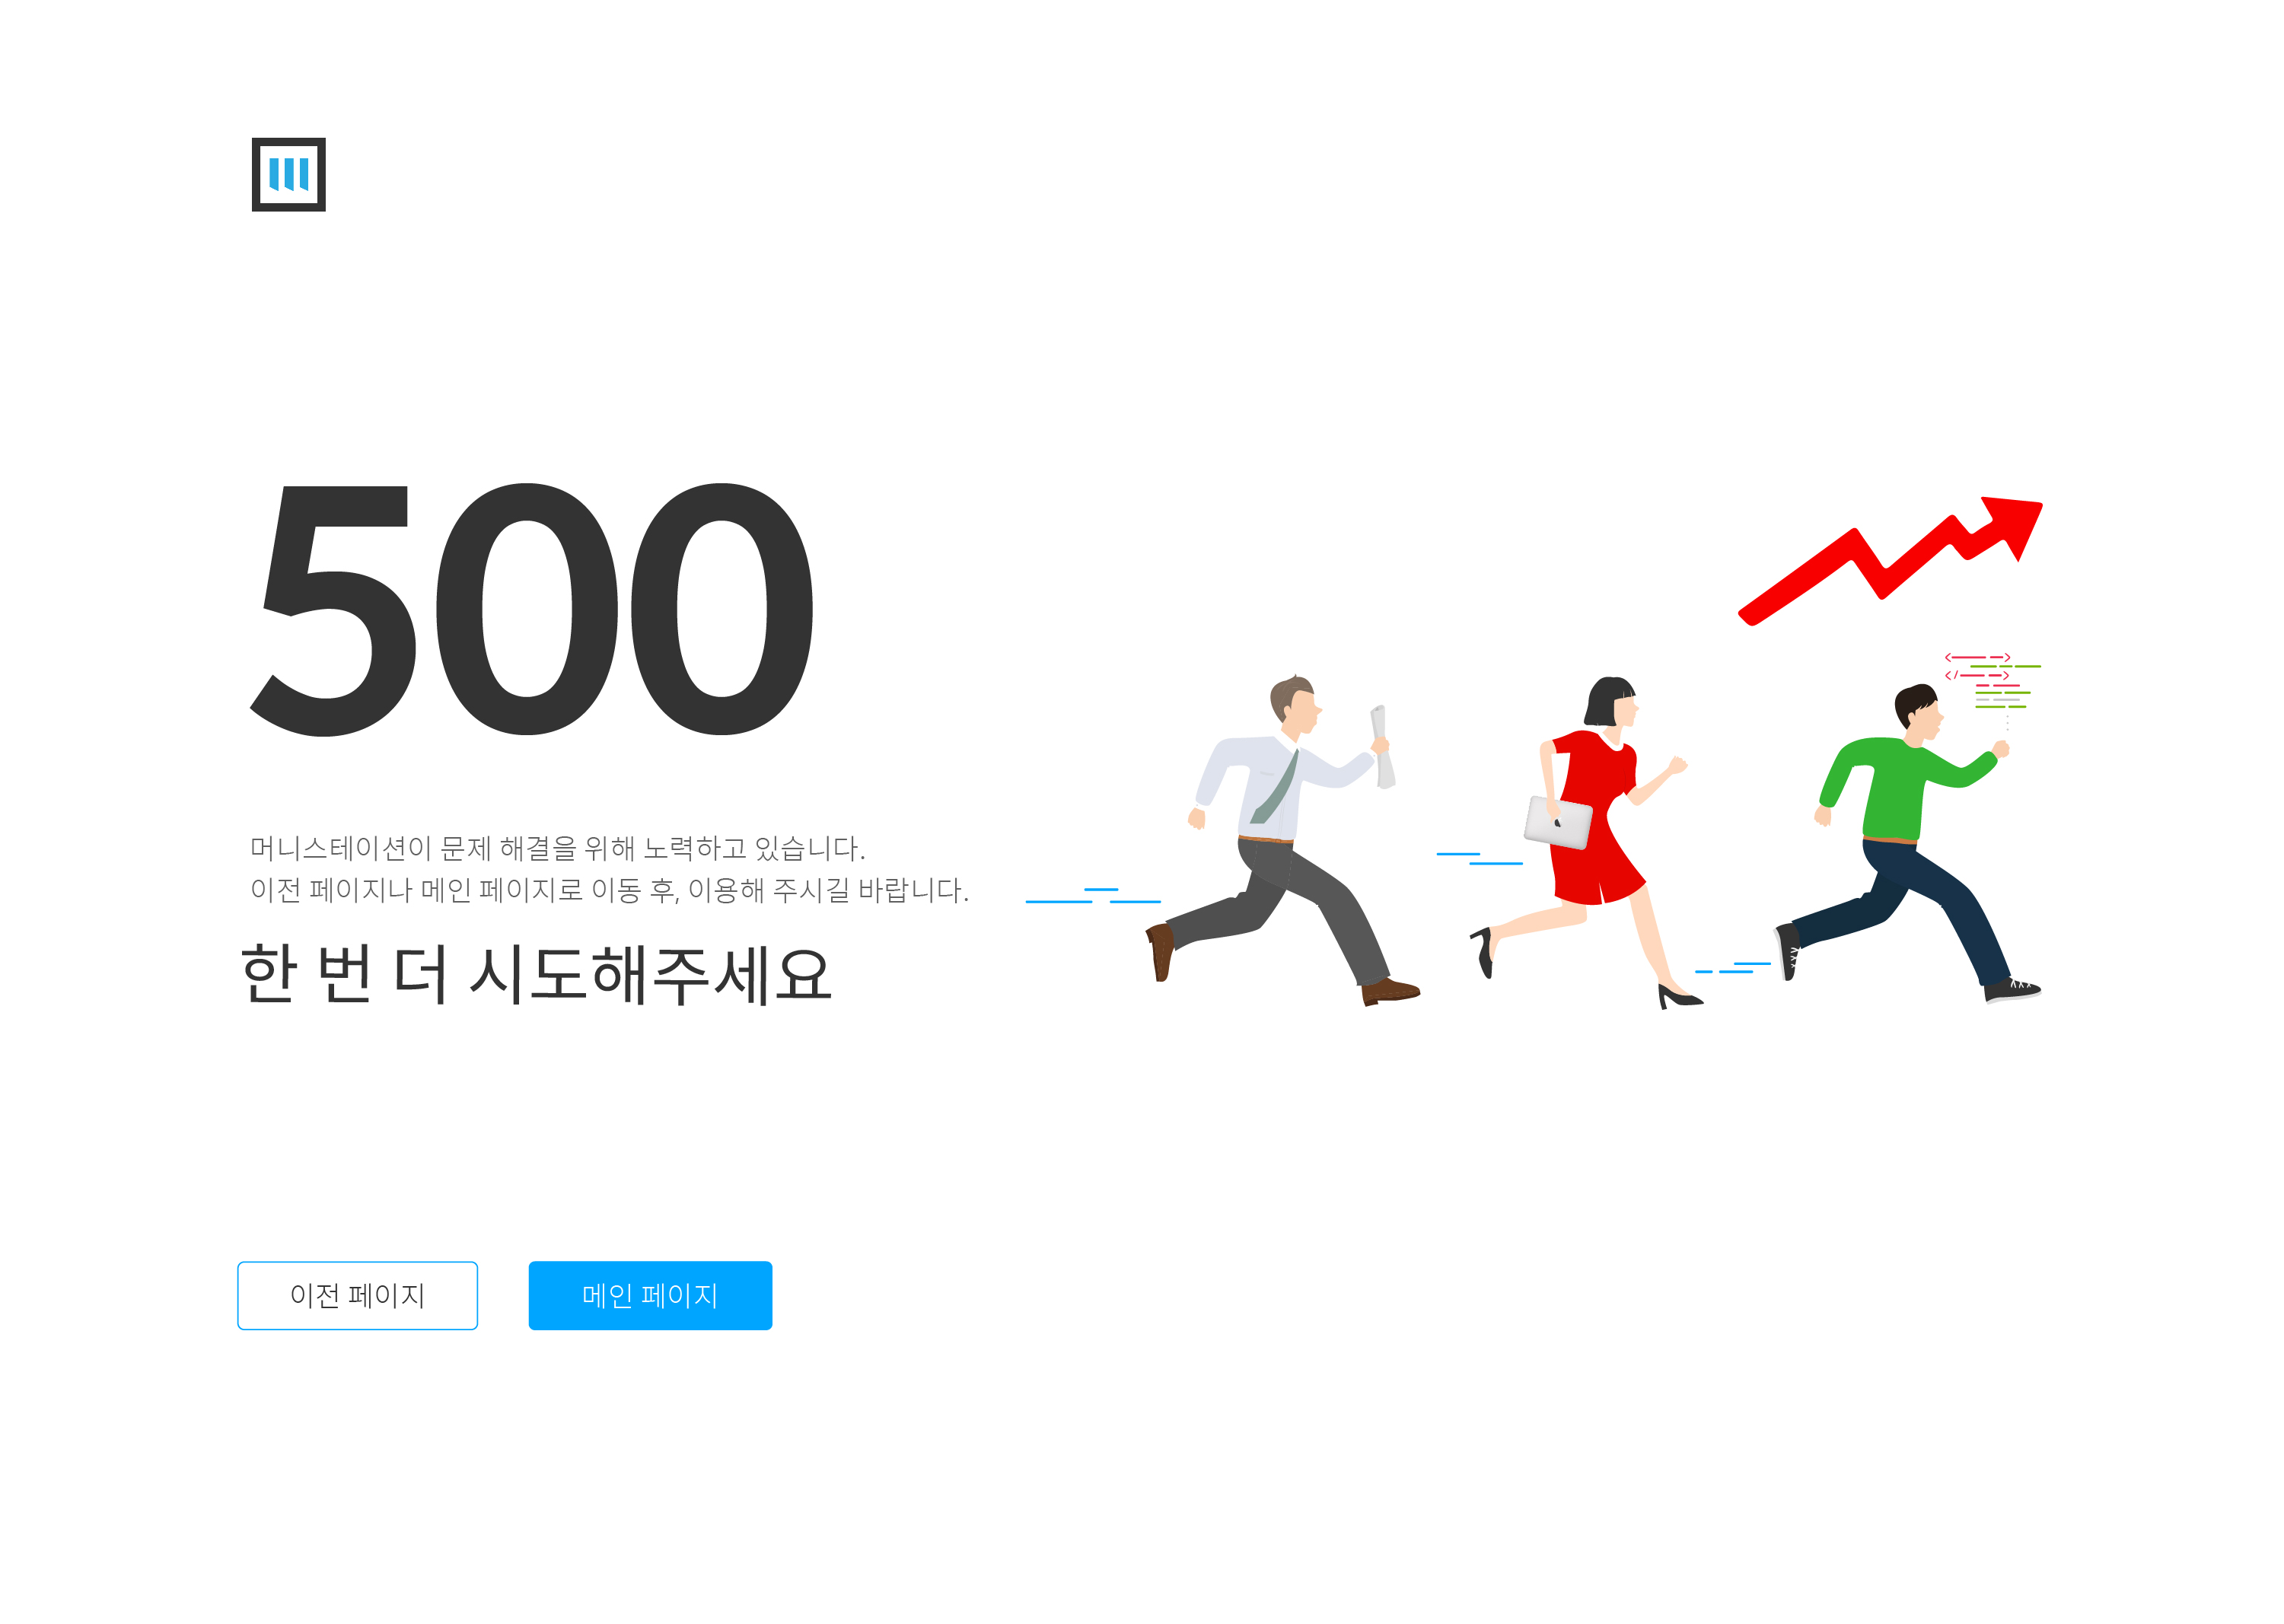 500
머니스테이션이 문제 해결을 위해 노력하고 있습니다.
이전 페이지나 메인 페이지로 이동 후, 이용해 주시길 바랍니다.
한 번 더 시도해주세요
이전 페이지
메인 페이지